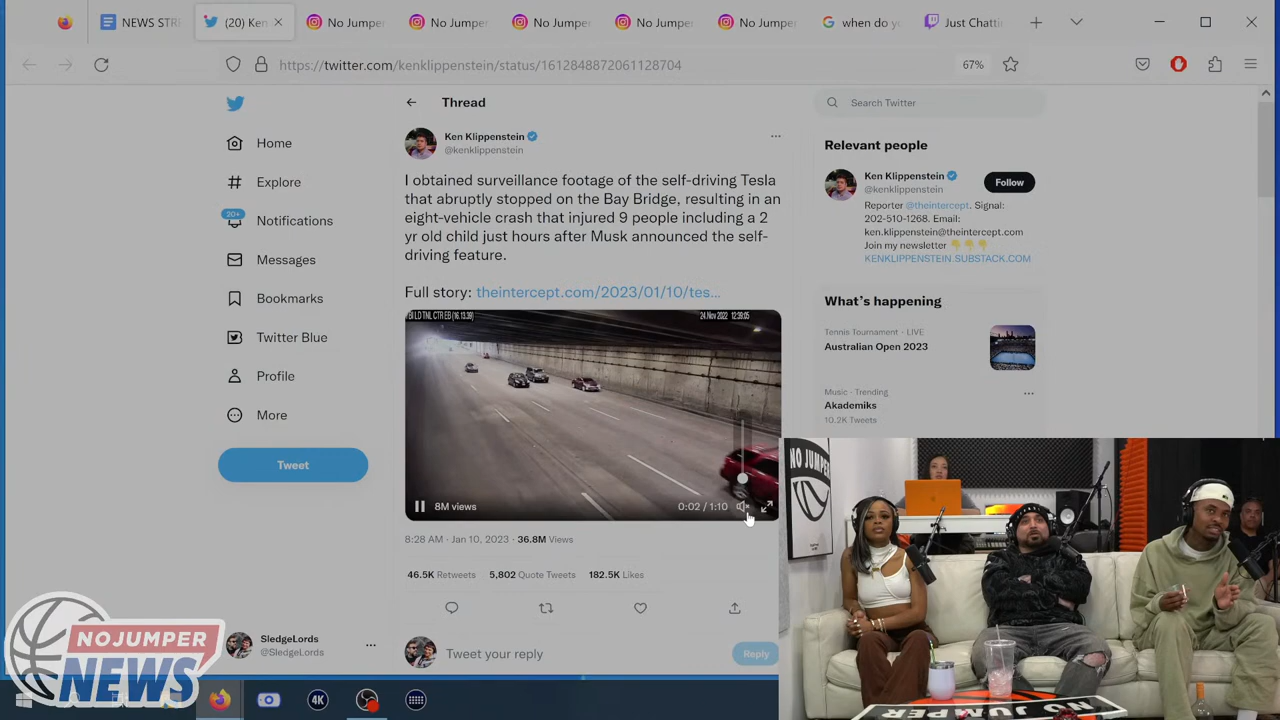 NEWS STR
(20) Ken
No Jumper
No Jumper
No Jumper
No Jumper
No Jumper
when do yo
Just Chatti
https://twitter.com/kenklippenstein/status/1612848872061128704
67%
Home
Explore
20+
Notifications
Messages
Bookmarks
Twitter Blue
Profile
More
Tweet
SledgeLords
@SledgeLords
Thread
Ken Klippenstein
@kenklippenstein
I obtained surveillance footage of the self-driving Tesla
that abruptly stopped on the Bay Bridge, resulting in an
eight-vehicle crash that injured 9 people including a 2
yr old child just hours after Musk announced the self-
driving feature.
Full story: theintercept.com/2023/01/10/tes...
24.Nov 2022 12:39:05
8M views
0:02 / 1:10
8:28 AM · Jan 10, 2023 · 36.8M Views
46.5K Retweets 5,802 Quote Tweets 182.5K Likes
Tweet your reply
Reply
Search Twitter
Relevant people
Ken Klippenstein
@kenklippenstein
Follow
Reporter @theintercept. Signal:
202-510-1268. Email:
ken.klippenstein@theintercept.com
Join my newsletter 👇👇👇
KENKLIPPENSTEIN.SUBSTACK.COM
What's happening
Tennis Tournament · LIVE
Australian Open 2023
Music · Trending
Akademiks
10.2K Tweets
NO JUMPER
NO JUMPER
NOJUMPER
NEWS
4K